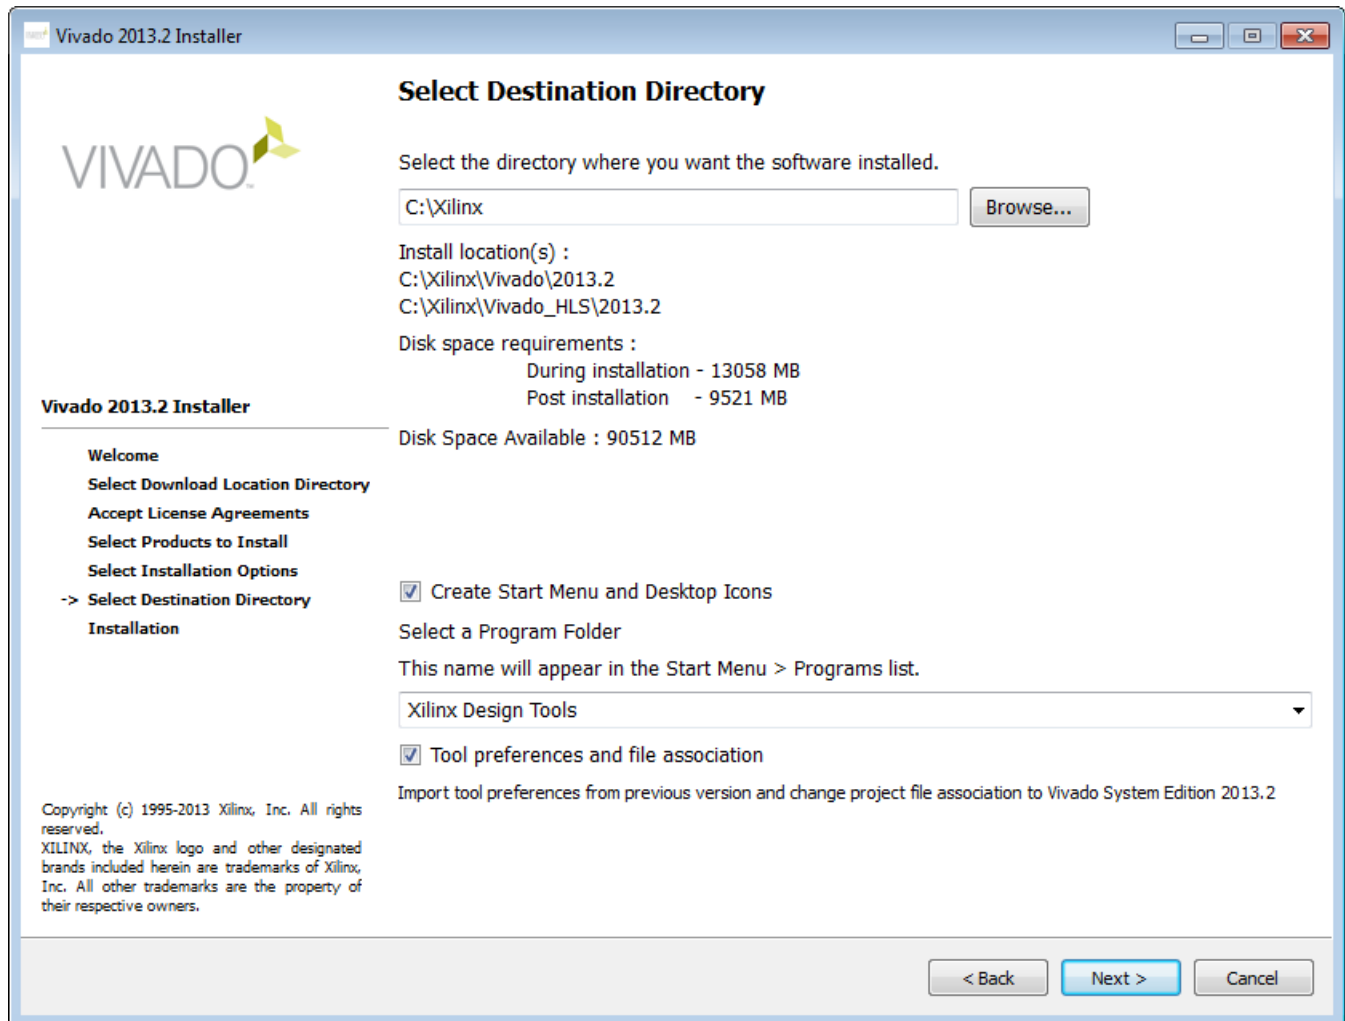 Vivado 2013.2 Installer
VIVADO
Select Destination Directory
Select the directory where you want the software installed.
C:\Xilinx
Browse...
Install location(s) :
C:\Xilinx\Vivado\2013.2
C:\Xilinx\Vivado_HLS\2013.2
Disk space requirements :
During installation - 13058 MB
Post installation - 9521 MB
Disk Space Available : 90512 MB
Vivado 2013.2 Installer
Welcome
Select Download Location Directory
Accept License Agreements
Select Products to Install
Select Installation Options
-> Select Destination Directory
Installation
Create Start Menu and Desktop Icons
Select a Program Folder
This name will appear in the Start Menu > Programs list.
Xilinx Design Tools
Tool preferences and file association
Import tool preferences from previous version and change project file association to Vivado System Edition 2013.2
Copyright (c) 1995-2013 Xilinx, Inc. All rights
reserved.
XILINX, the Xilinx logo and other designated
brands included herein are trademarks of Xilinx,
Inc. All other trademarks are the property of
their respective owners.
< Back
Next >
Cancel